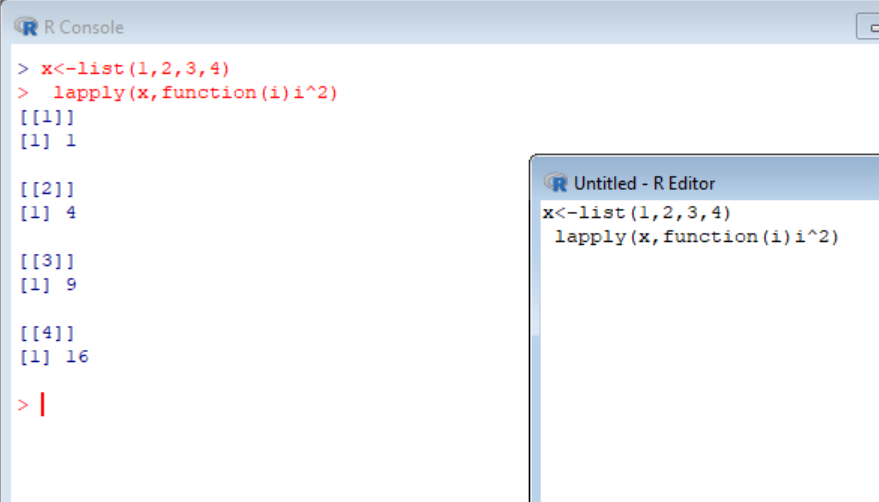 R Console
> x<-list(1,2,3,4)
>  lapply(x,function(i)i^2)
[[1]]
[1] 1
[[2]]
[1] 4
[[3]]
[1] 9
[[4]]
[1] 16
>
Untitled - R Editor
x<-list(1,2,3,4)
 lapply(x,function(i)i^2)